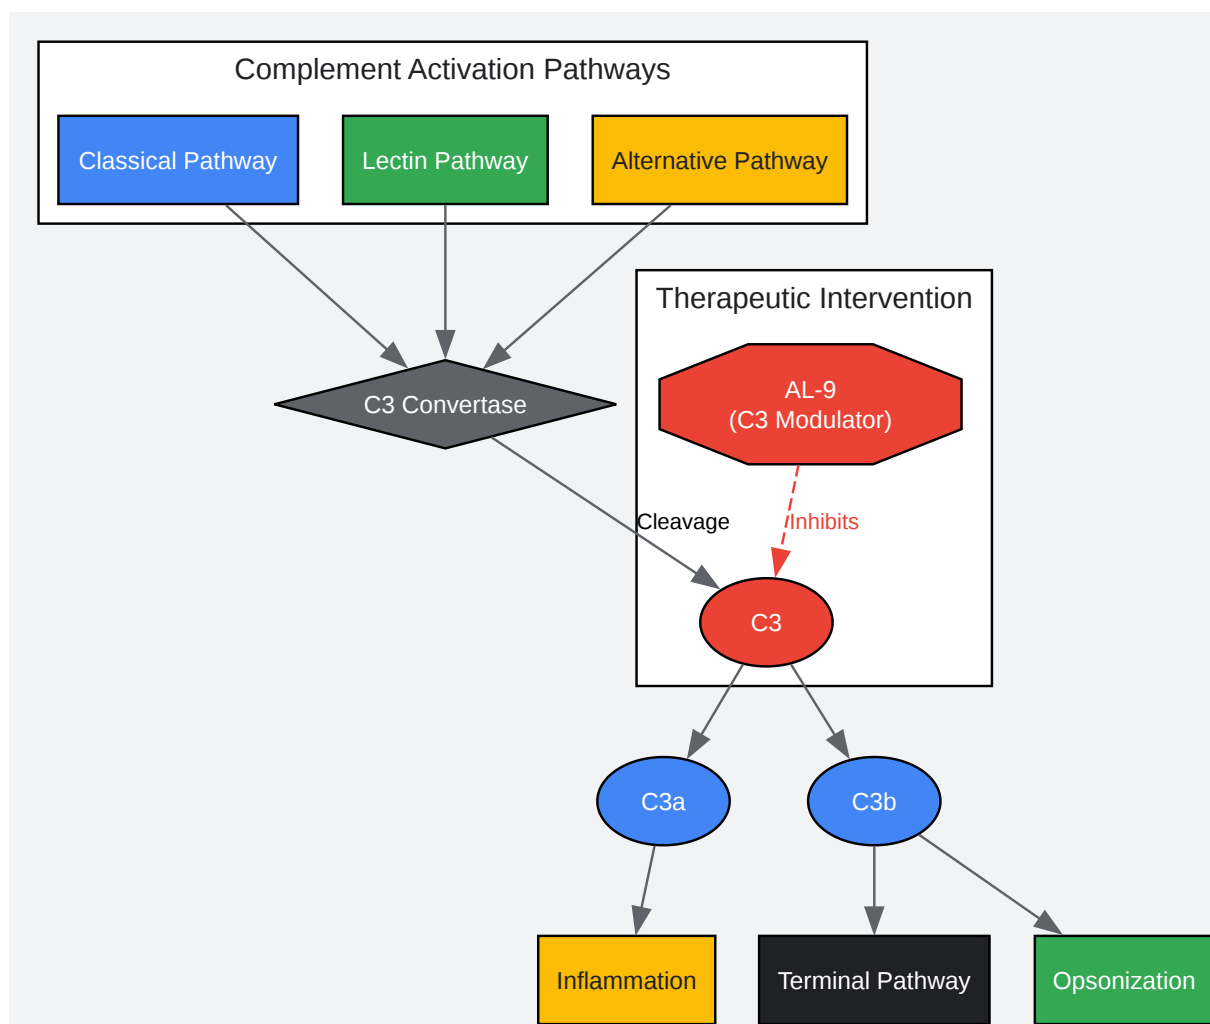 Complement Activation Pathways
Classical Pathway
Lectin Pathway
Alternative Pathway
Therapeutic Intervention
AL-9
(C3 Modulator)
C3 Convertase
Cleavage
Inhibits
C3
C3a
C3b
Inflammation
Terminal Pathway
Opsonization